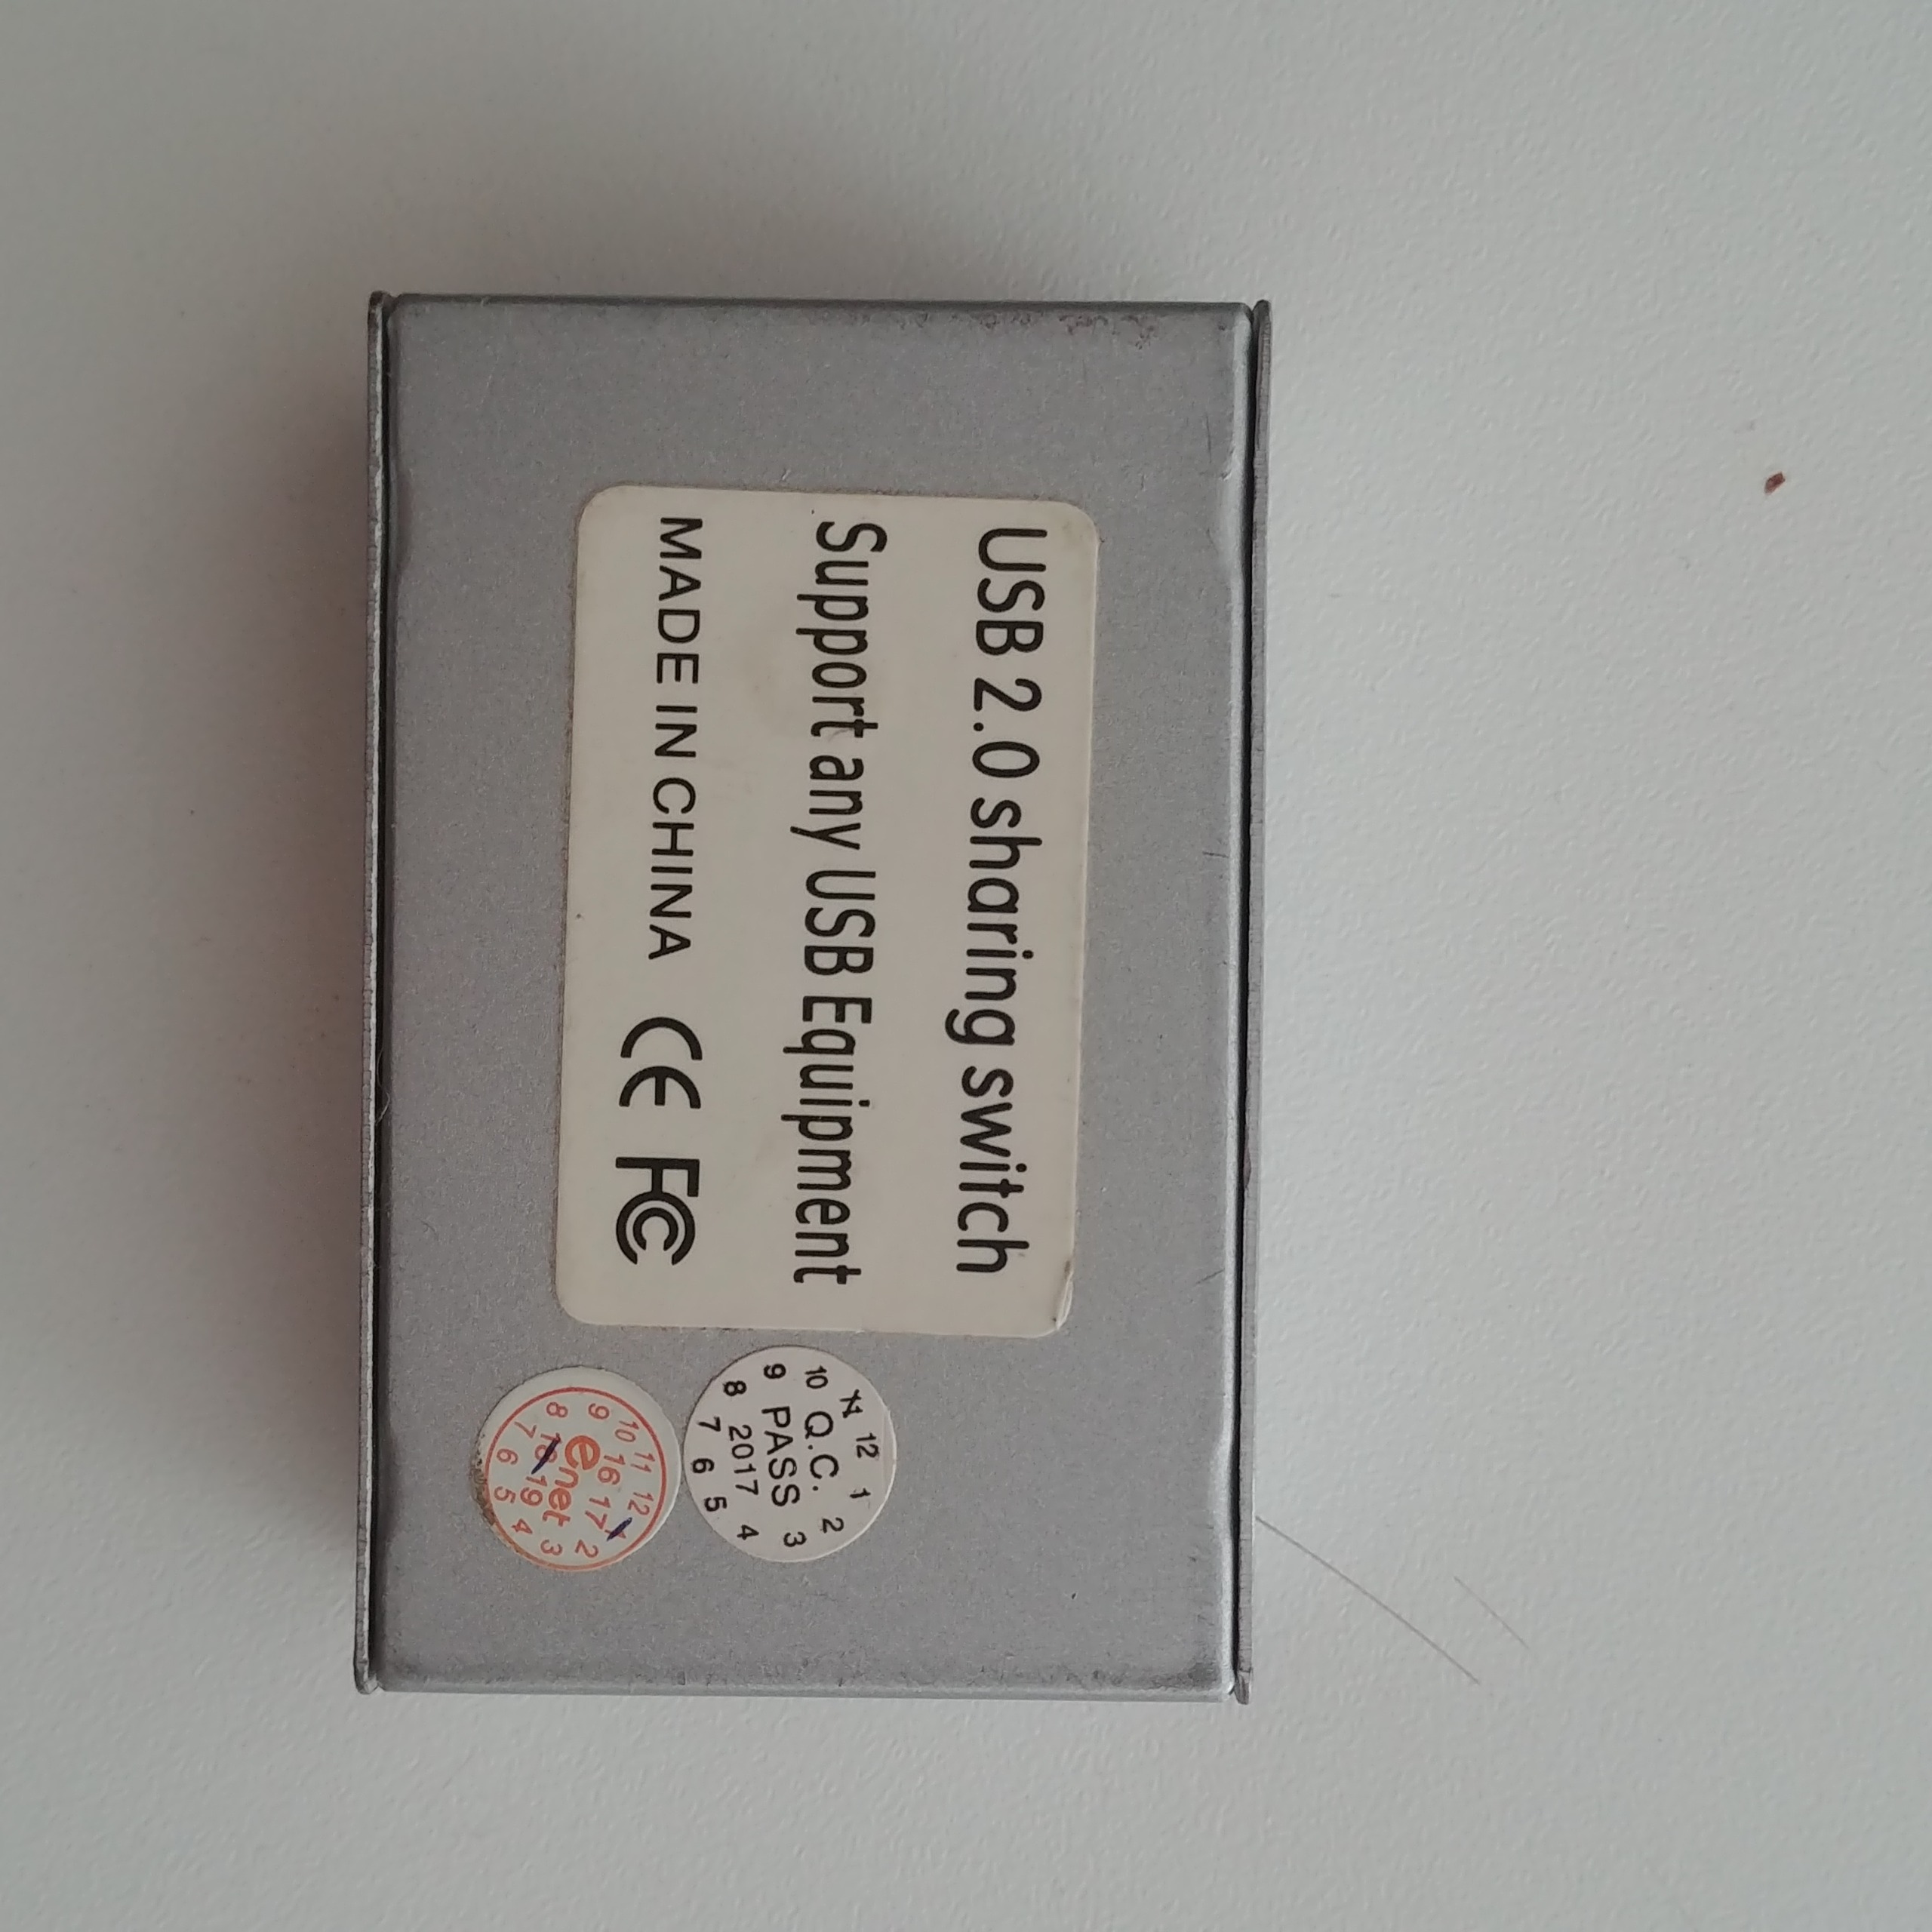 USB 2.0 sharing switch
Support any USB Equipment
MADE IN CHINA CE FC
Q.C.
PASS
2017
12 1 2 3 4 5 6 7 8 9 10 11
16 17
enet
18 19
11 12 2 3 4 5 6 7 8 9 10